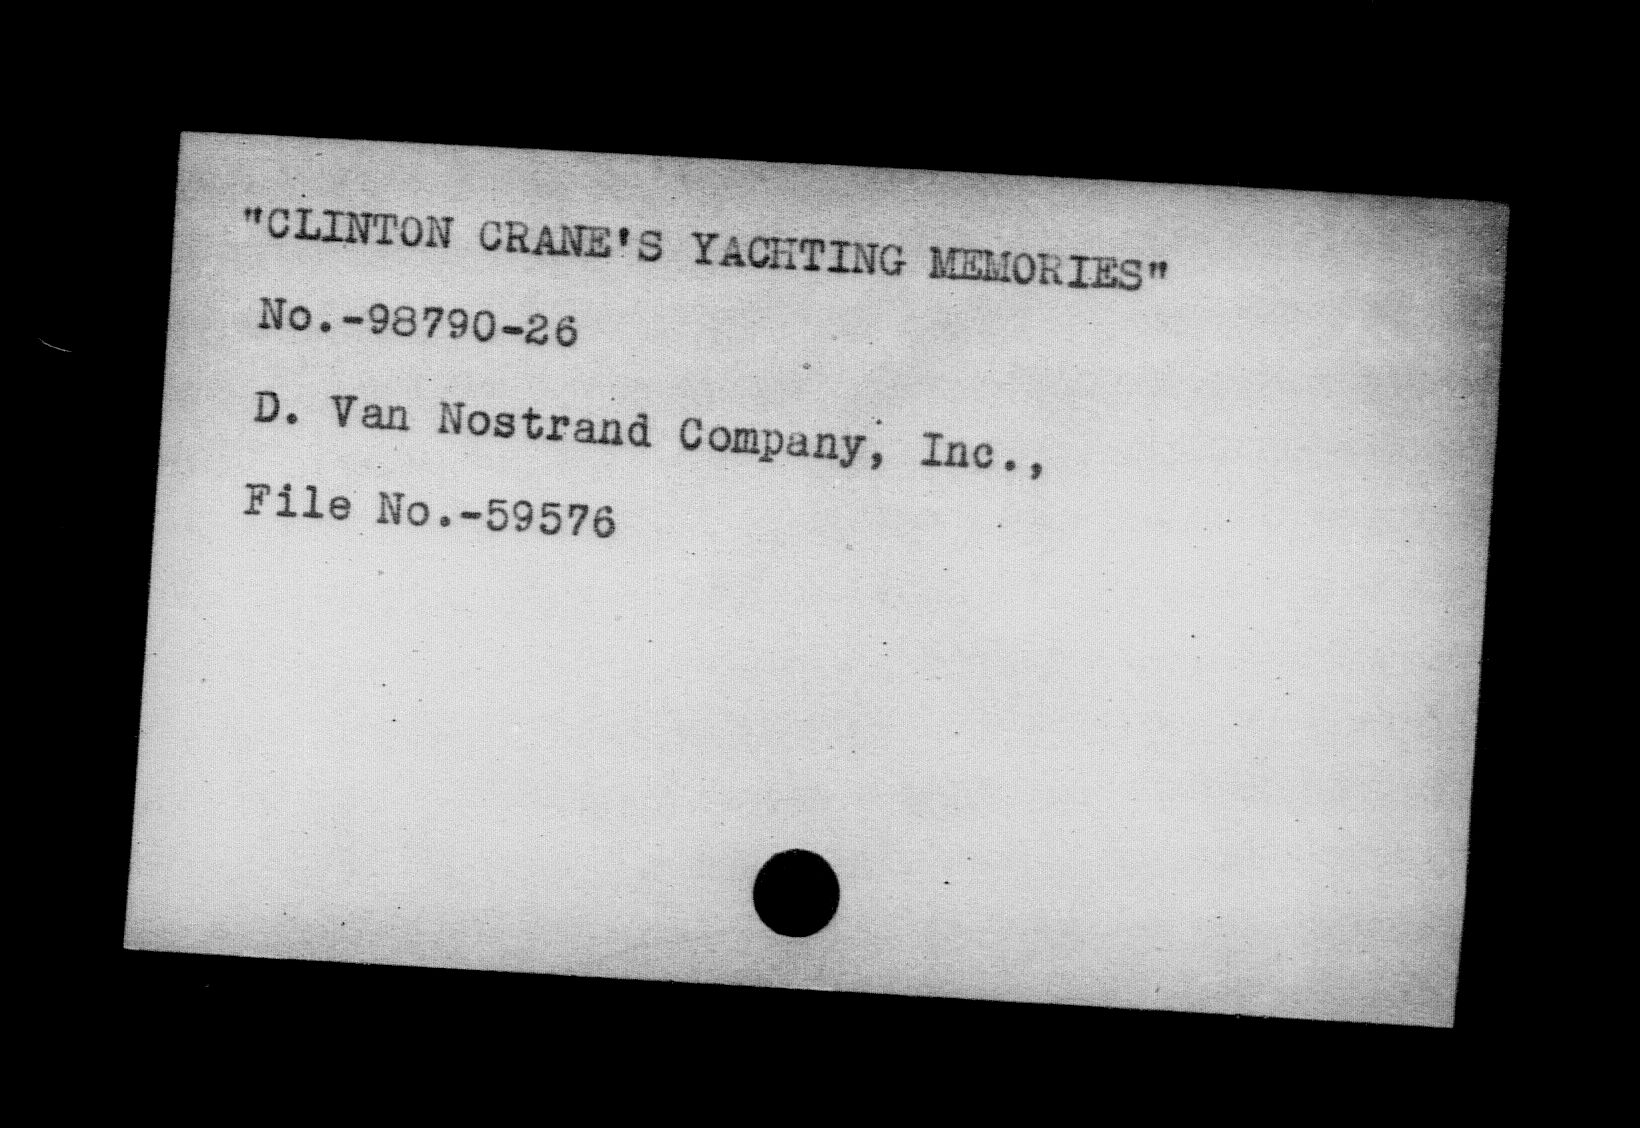 "CLINTON CRANE'S YACHTING MEMORIES"
No.-98790-26
D. Van Nostrand Company, Inc.,
File No.-59576